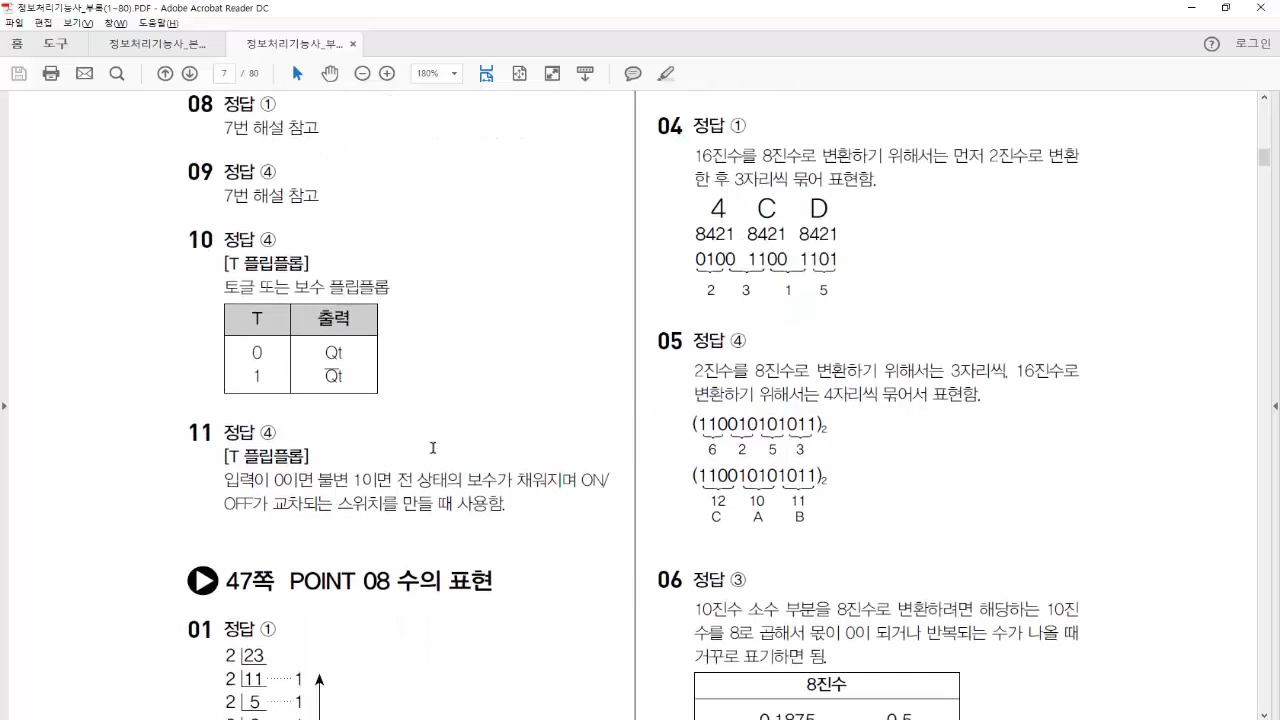 정보처리기능사_부록(1~80).PDF - Adobe Acrobat Reader DC
파일 편집 보기(V) 창(W) 도움말(H)
홈 도구 정보처리기능사_본... 정보처리기능사_부... × 로그인
7 / 80 180%
08 정답 ①
7번 해설 참고
09 정답 ④
7번 해설 참고
10 정답 ④
[T 플립플롭]
토글 또는 보수 플립플롭
T 출력
0 Qt
1 Q̅t
11 정답 ④
[T 플립플롭]
입력이 0이면 불변 1이면 전 상태의 보수가 채워지며 ON/
OFF가 교차되는 스위치를 만들 때 사용함.
47쪽 POINT 08 수의 표현
01 정답 ①
2 23
2 11 ······ 1
2 5 ······ 1
04 정답 ①
16진수를 8진수로 변환하기 위해서는 먼저 2진수로 변환
한 후 3자리씩 묶어 표현함.
4 C D
8421 8421 8421
0100 1100 1101
2 3 1 5
05 정답 ④
2진수를 8진수로 변환하기 위해서는 3자리씩, 16진수로
변환하기 위해서는 4자리씩 묶어서 표현함.
(110010101011)₂
6 2 5 3
(110010101011)₂
12 10 11
C A B
06 정답 ③
10진수 소수 부분을 8진수로 변환하려면 해당하는 10진
수를 8로 곱해서 몫이 0이 되거나 반복되는 수가 나올 때
거꾸로 표기하면 됨.
8진수
0.1875 0.5